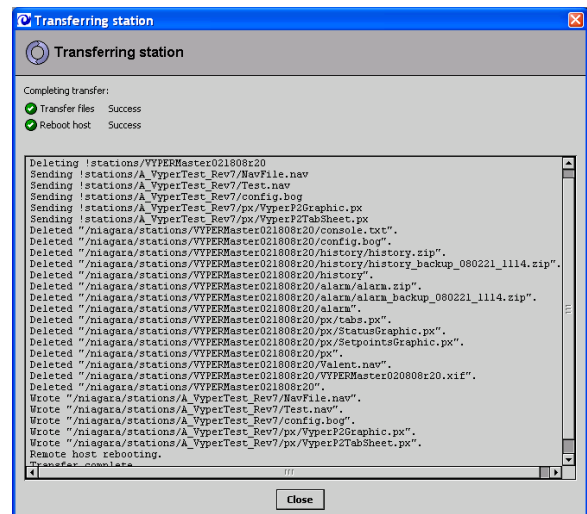 Transferring station
Transferring station
Completing transfer:
Transfer files Success
Reboot host Success
Deleting !stations/VYPERMaster021808r20
Sending !stations/A_VyperTest_Rev7/NavFile.nav
Sending !stations/A_VyperTest_Rev7/Test.nav
Sending !stations/A_VyperTest_Rev7/config.bog
Sending !stations/A_VyperTest_Rev7/px/VyperP2Graphic.px
Sending !stations/A_VyperTest_Rev7/px/VyperP2TabSheet.px
Deleted "/niagara/stations/VYPERMaster021808r20/console.txt".
Deleted "/niagara/stations/VYPERMaster021808r20/config.bog".
Deleted "/niagara/stations/VYPERMaster021808r20/history/history.zip".
Deleted "/niagara/stations/VYPERMaster021808r20/history/history_backup_080221_1114.zip".
Deleted "/niagara/stations/VYPERMaster021808r20/history".
Deleted "/niagara/stations/VYPERMaster021808r20/alarm/alarm.zip".
Deleted "/niagara/stations/VYPERMaster021808r20/alarm/alarm_backup_080221_1114.zip".
Deleted "/niagara/stations/VYPERMaster021808r20/alarm".
Deleted "/niagara/stations/VYPERMaster021808r20/px/tabs.px".
Deleted "/niagara/stations/VYPERMaster021808r20/px/StatusGraphic.px".
Deleted "/niagara/stations/VYPERMaster021808r20/px/SetpointsGraphic.px".
Deleted "/niagara/stations/VYPERMaster021808r20/px".
Deleted "/niagara/stations/VYPERMaster021808r20/Valent.nav".
Deleted "/niagara/stations/VYPERMaster021808r20/VYPERMaster020808r20.xif".
Deleted "/niagara/stations/VYPERMaster021808r20".
Wrote "/niagara/stations/A_VyperTest_Rev7/NavFile.nav".
Wrote "/niagara/stations/A_VyperTest_Rev7/Test.nav".
Wrote "/niagara/stations/A_VyperTest_Rev7/config.bog".
Wrote "/niagara/stations/A_VyperTest_Rev7/px/VyperP2Graphic.px".
Wrote "/niagara/stations/A_VyperTest_Rev7/px/VyperP2TabSheet.px".
Remote host rebooting.
Transfer complete
Close